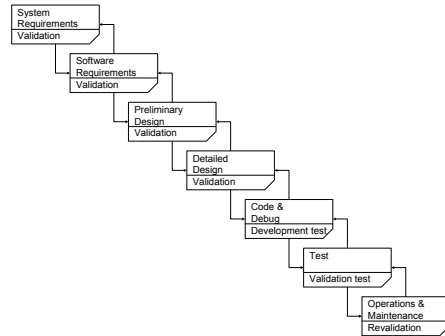 System
Requirements
Validation
Software
Requirements
Validation
Preliminary
Design
Validation
Detailed
Design
Validation
Code &
Debug
Development test
Test
Validation test
Operations &
Maintenance
Revalidation